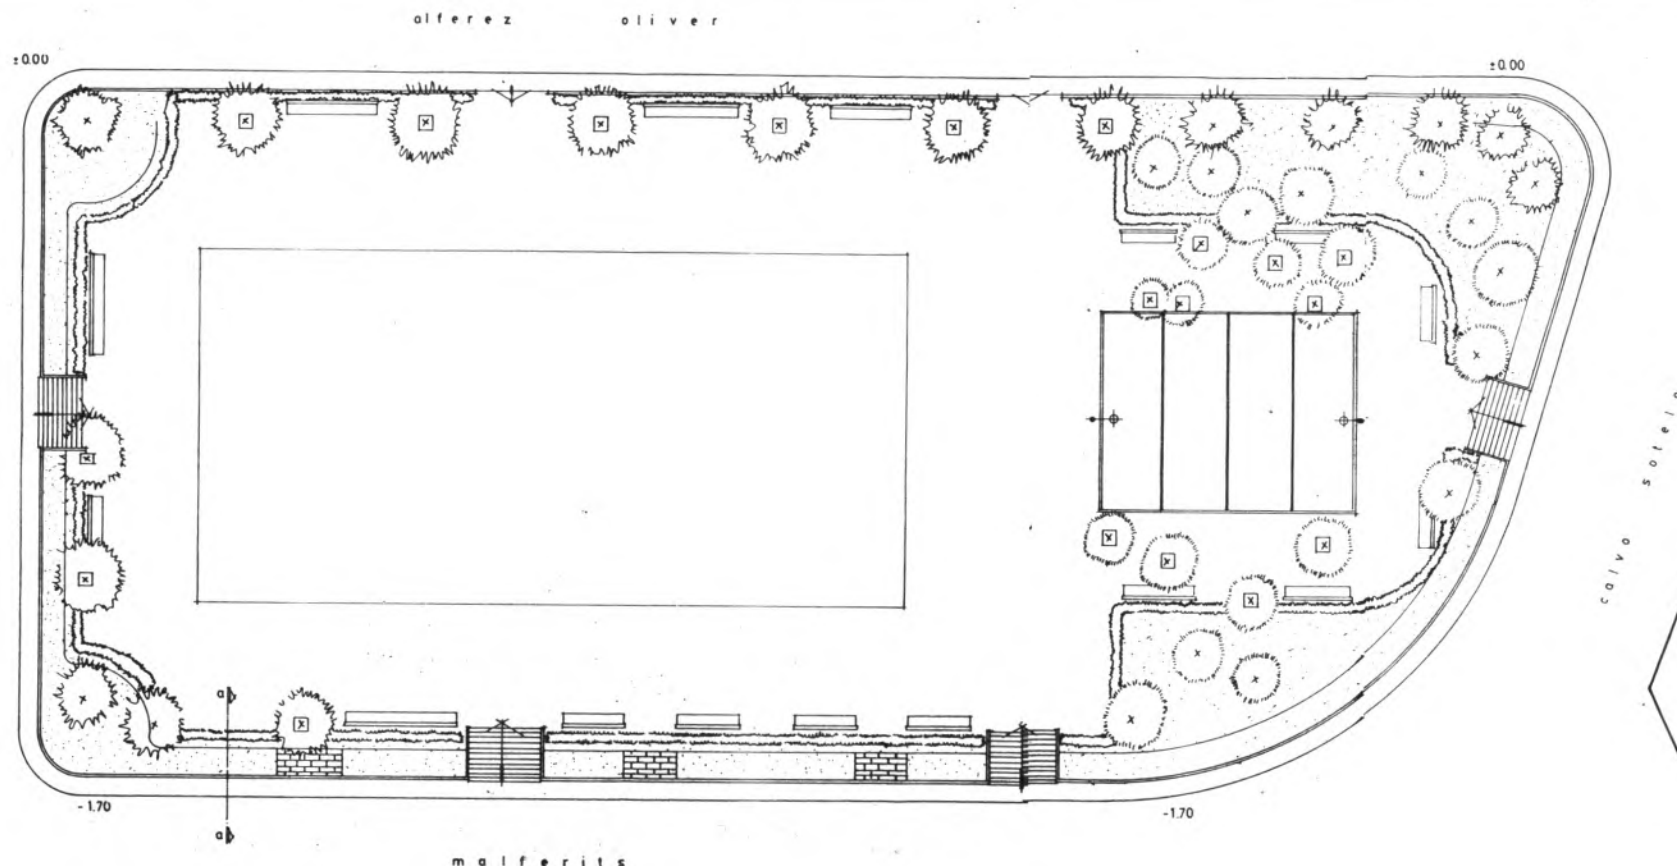 alferez oliver
±0.00
±0.00
calvo sotelo
a
-1.70
-1.70
a
malferits